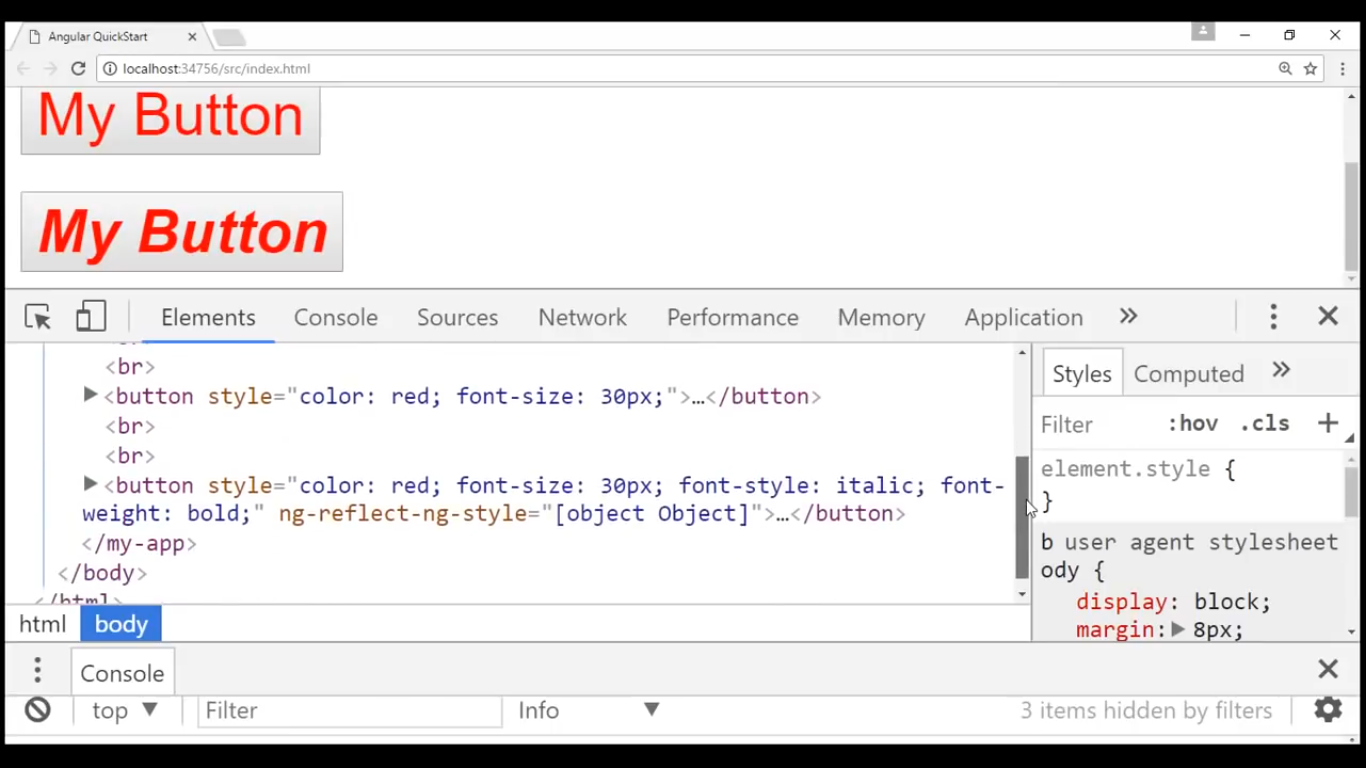 Angular QuickStart
localhost:34756/src/index.html
My Button
My Button
Elements Console Sources Network Performance Memory Application »
<br>
<button style="color: red; font-size: 30px;">…</button>
<br>
<br>
<button style="color: red; font-size: 30px; font-style: italic; font-
weight: bold;" ng-reflect-ng-style="[object Object]">…</button>
</my-app>
</body>
</html>
html body
Styles Computed »
Filter :hov .cls +
element.style {
}
b user agent stylesheet
ody {
display: block;
margin: 8px;
Console
top Filter Info 3 items hidden by filters